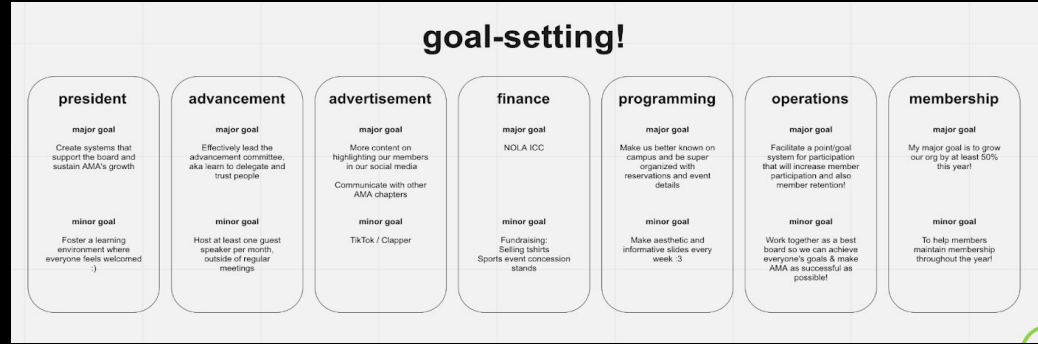 goal-setting!
president
major goal
Create systems that
support the board and
sustain AMA's growth
minor goal
Foster a learning
environment where
everyone feels welcomed
:)
advancement
major goal
Effectively lead the
advancement committee,
aka learn to delegate and
trust people
minor goal
Host at least one guest
speaker per month,
outside of regular
meetings
advertisement
major goal
More content on
highlighting our members
in our social media
Communicate with other
AMA chapters
minor goal
TikTok / Clapper
finance
major goal
NOLA ICC
minor goal
Fundraising:
Selling tshirts
Sports event concession
stands
programming
major goal
Make us better known on
campus and be super
organized with
reservations and event
details
minor goal
Make aesthetic and
informative slides every
week :3
operations
major goal
Facilitate a point/goal
system for participation
that will increase member
participation and also
member retention!
minor goal
Work together as a best
board so we can achieve
everyone's goals & make
AMA as successful as
possible!
membership
major goal
My major goal is to grow
our org by at least 50%
this year!
minor goal
To help members
maintain membership
throughout the year!